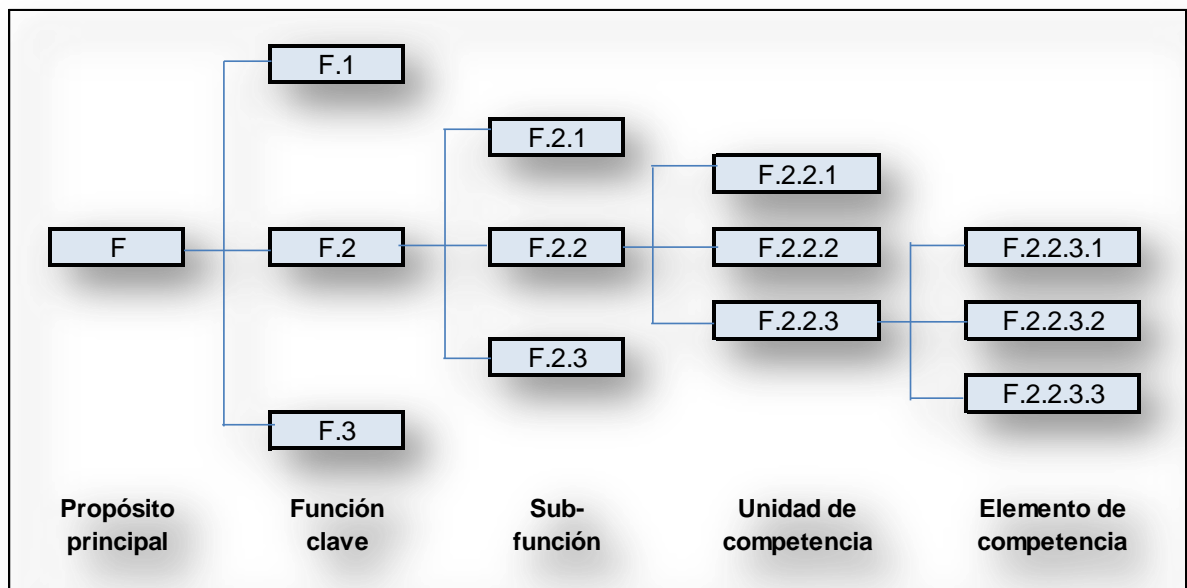 F.1
F.2.1
F.2.2.1
F
F.2
F.2.2
F.2.2.2
F.2.2.3.1
F.2.2.3
F.2.2.3.2
F.2.3
F.2.2.3.3
F.3
Propósito
principal
Función
clave
Sub-
función
Unidad de
competencia
Elemento de
competencia